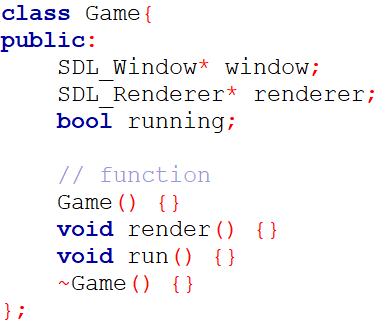 class Game{
public:
    SDL_Window* window;
    SDL_Renderer* renderer;
    bool running;

    // function
    Game() {}
    void render() {}
    void run() {}
    ~Game() {}
};